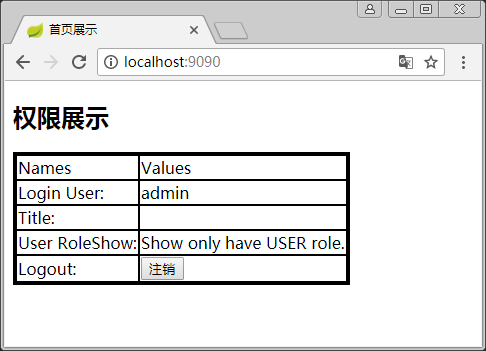 首页展示
localhost:9090
权限展示
Names Values
Login User: admin
Title:
User RoleShow: Show only have USER role.
Logout: 注销